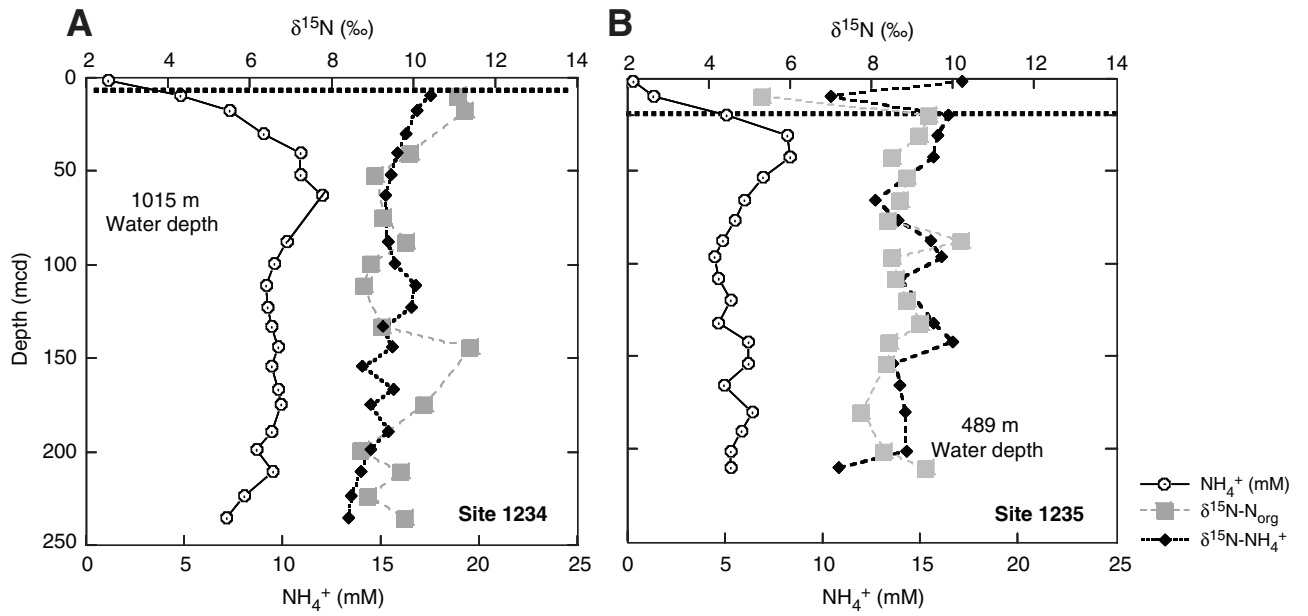 A
δ¹⁵N (‰)
2 4 6 8 10 12 14
0
50
100
150
200
250
Depth (mcd)
1015 m
Water depth
Site 1234
0 5 10 15 20 25
NH₄⁺ (mM)
B
δ¹⁵N (‰)
2 4 6 8 10 12 14
489 m
Water depth
Site 1235
0 5 10 15 20 25
NH₄⁺ (mM)
NH₄⁺ (mM)
δ¹⁵N-Norg
δ¹⁵N-NH₄⁺